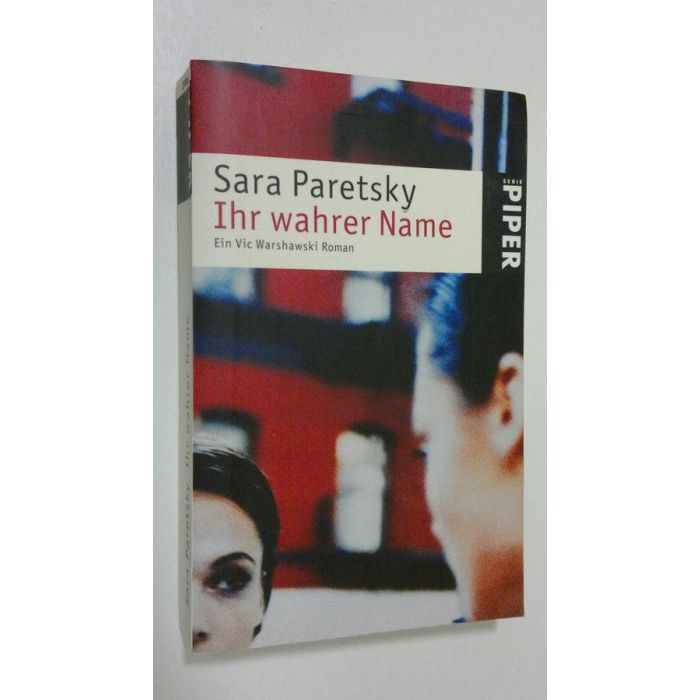 Sara Paretsky
Ihr wahrer Name
Ein Vic Warshawski Roman
SERIE
PIPER
Sara Paretsky Ihr wahrer Name